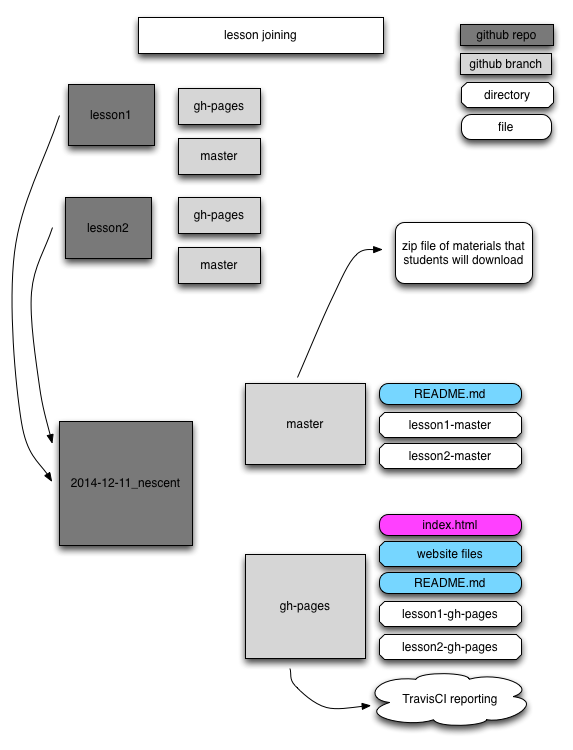 lesson joining
github repo
github branch
directory
file
lesson1
gh-pages
master
lesson2
gh-pages
master
zip file of materials that
students will download
master
README.md
lesson1-master
lesson2-master
2014-12-11_nescent
gh-pages
index.html
website files
README.md
lesson1-gh-pages
lesson2-gh-pages
TravisCI reporting